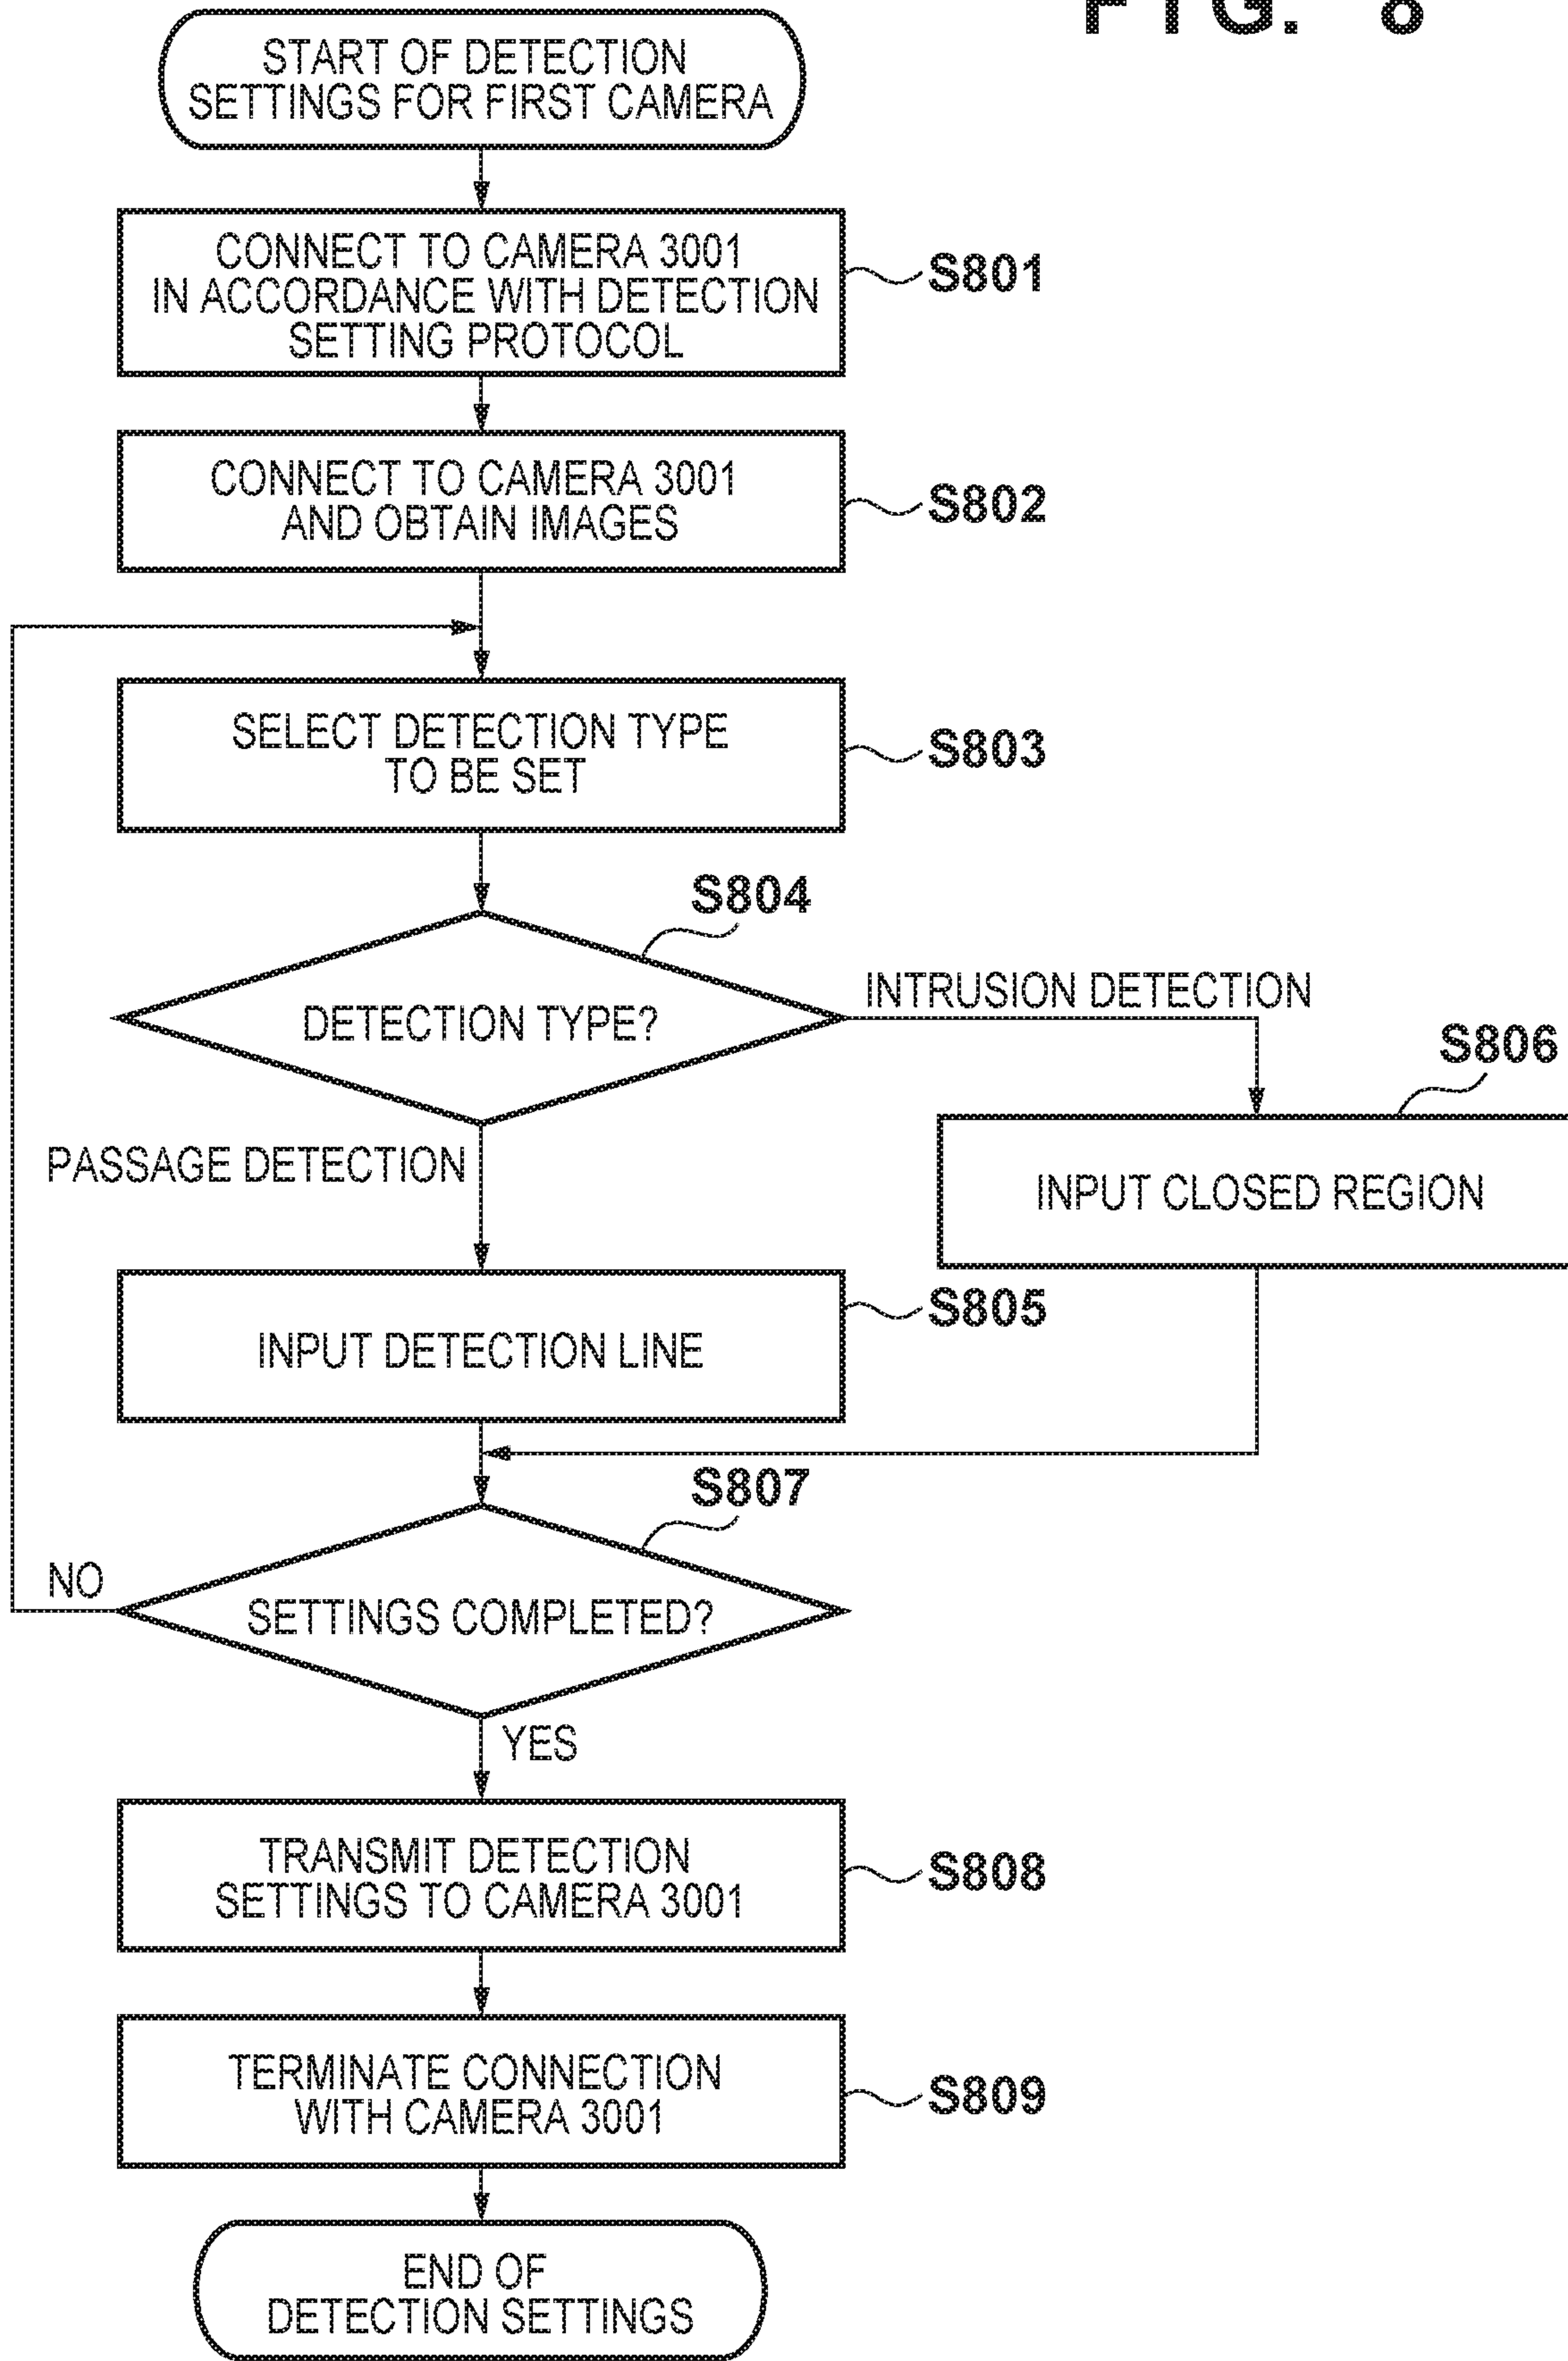 FIG. 8
START OF DETECTION
SETTINGS FOR FIRST CAMERA
CONNECT TO CAMERA 3001
IN ACCORDANCE WITH DETECTION
SETTING PROTOCOL
S801
CONNECT TO CAMERA 3001
AND OBTAIN IMAGES
S802
SELECT DETECTION TYPE
TO BE SET
S803
S804
DETECTION TYPE?
INTRUSION DETECTION
S806
PASSAGE DETECTION
INPUT CLOSED REGION
S805
INPUT DETECTION LINE
S807
NO
SETTINGS COMPLETED?
YES
TRANSMIT DETECTION
SETTINGS TO CAMERA 3001
S808
TERMINATE CONNECTION
WITH CAMERA 3001
S809
END OF
DETECTION SETTINGS